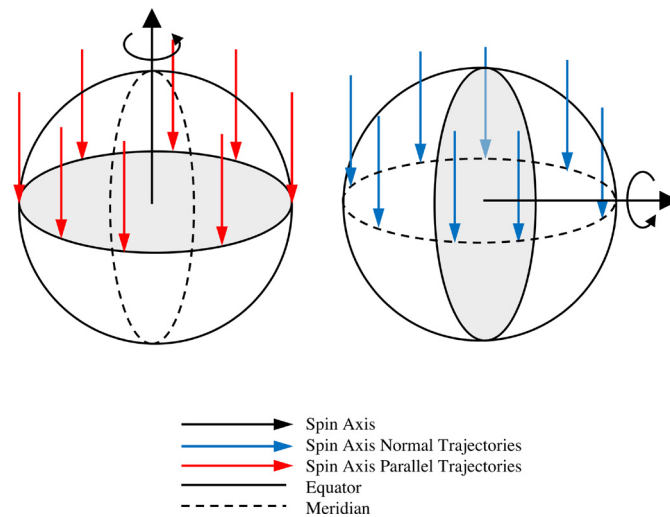 Spin Axis
Spin Axis Normal Trajectories
Spin Axis Parallel Trajectories
Equator
Meridian